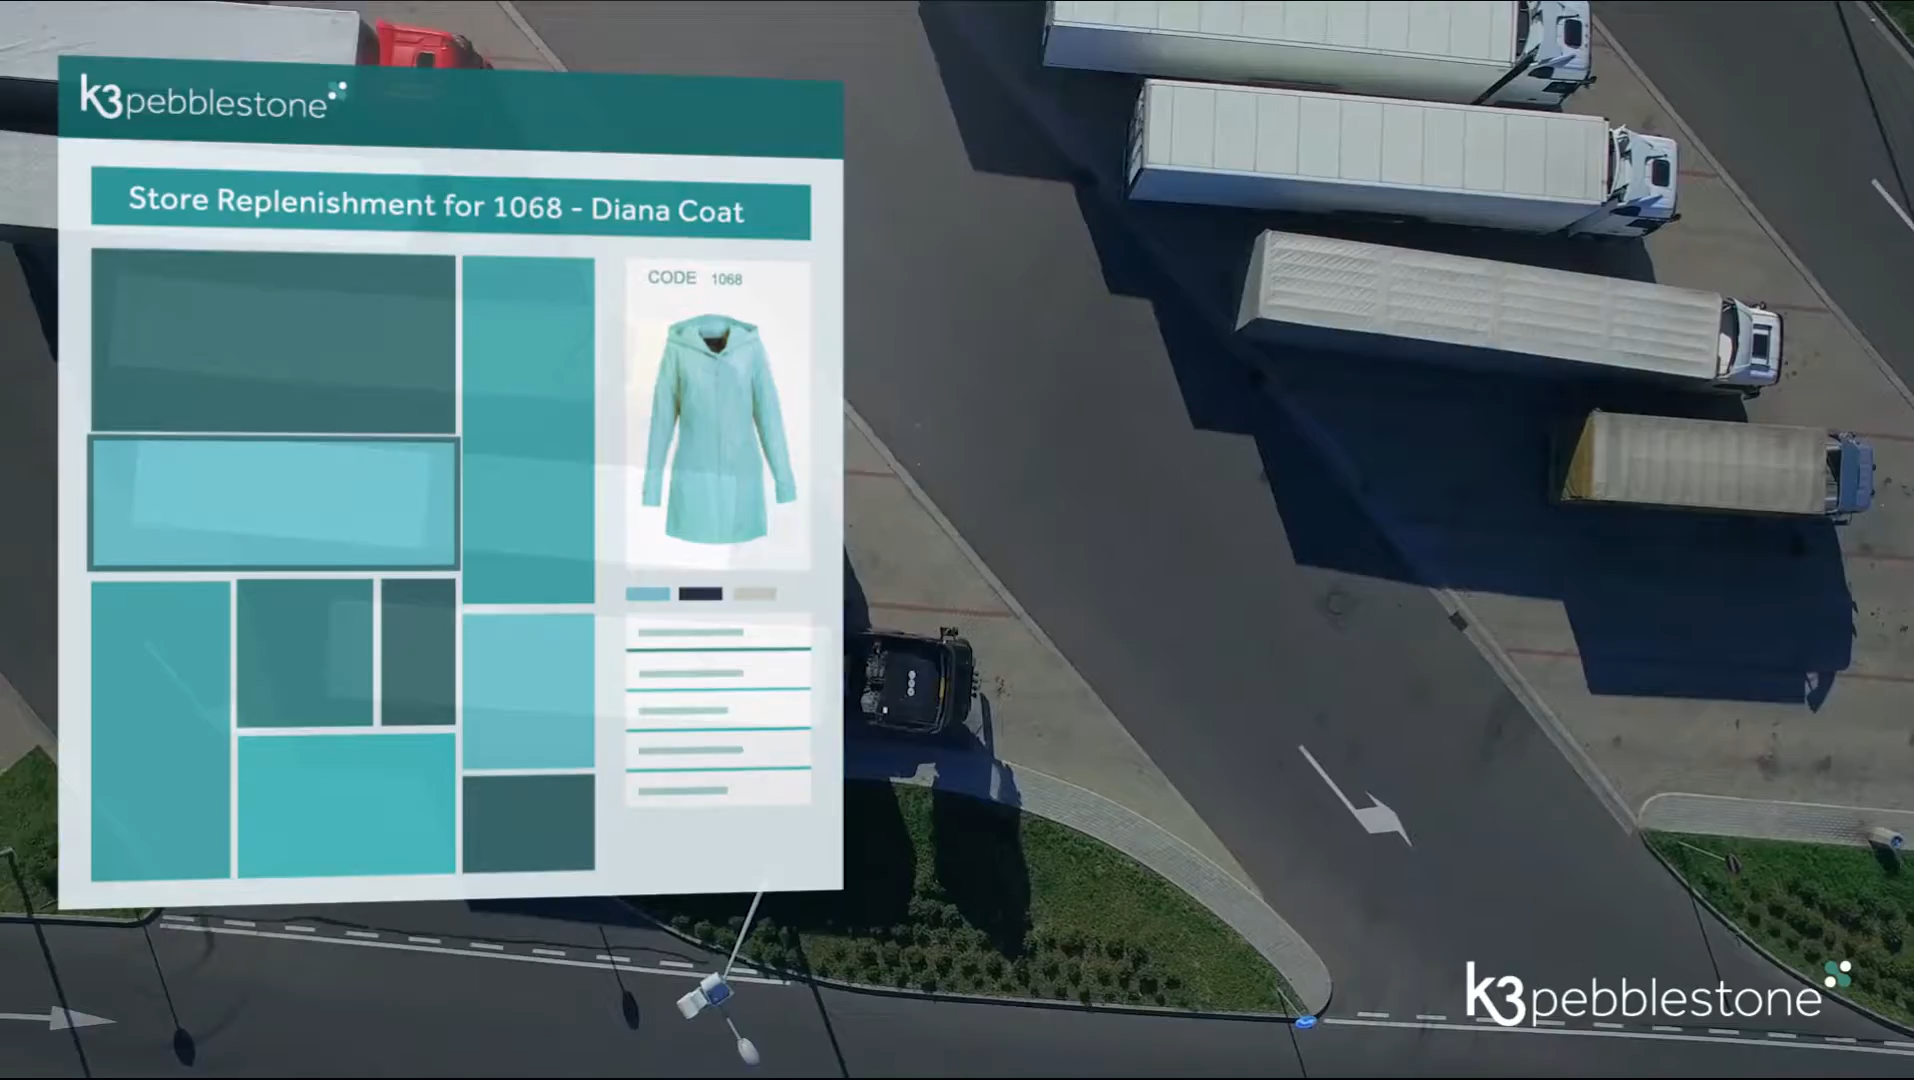 k3pebblestone
Store Replenishment for 1068 - Diana Coat
CODE 1068
k3pebblestone